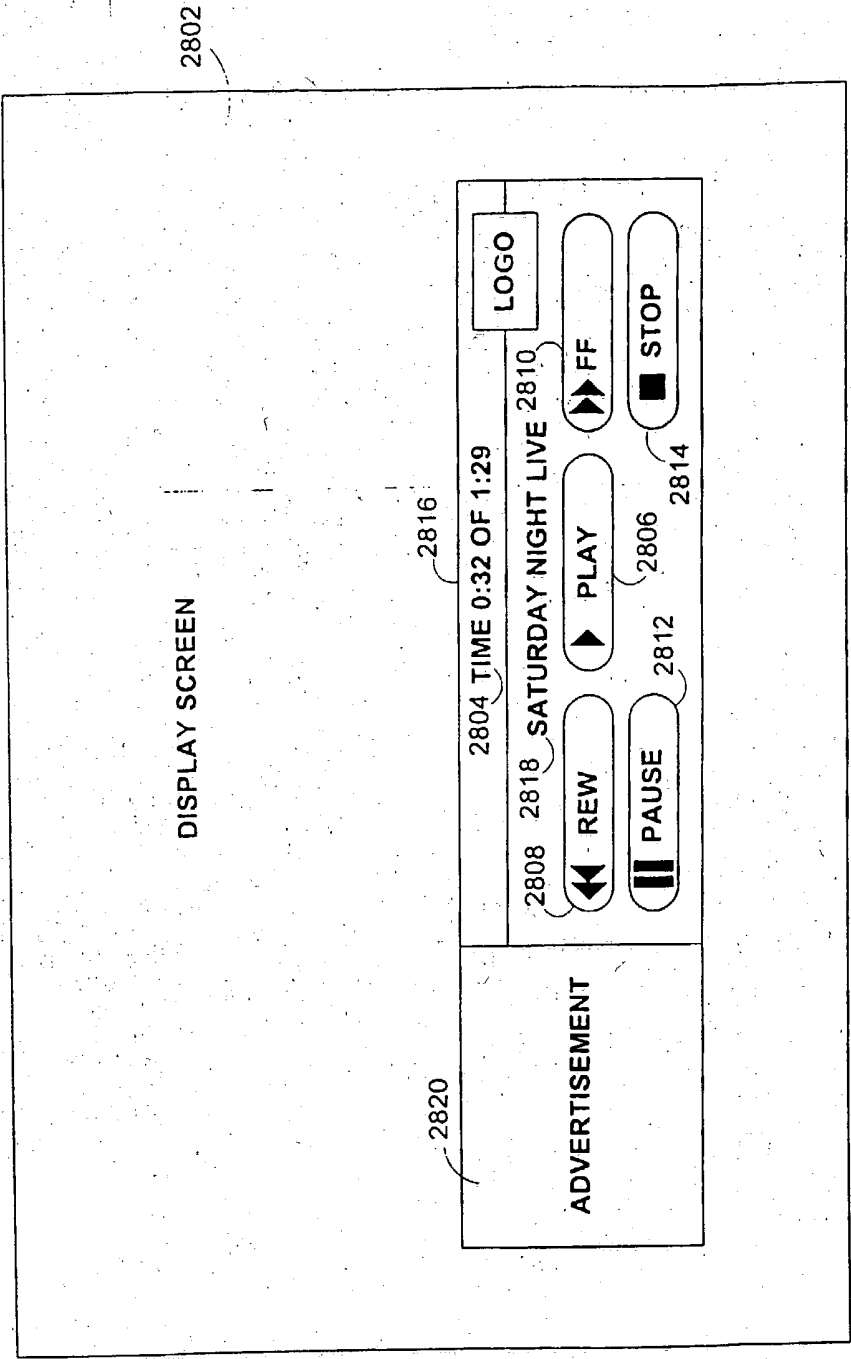 2802
DISPLAY SCREEN
2816
2820
2804 TIME 0:32 OF 1:29
LOGO
2808 2818 SATURDAY NIGHT LIVE 2810
ADVERTISEMENT
REW
PLAY
FF
2806
PAUSE
STOP
2812
2814